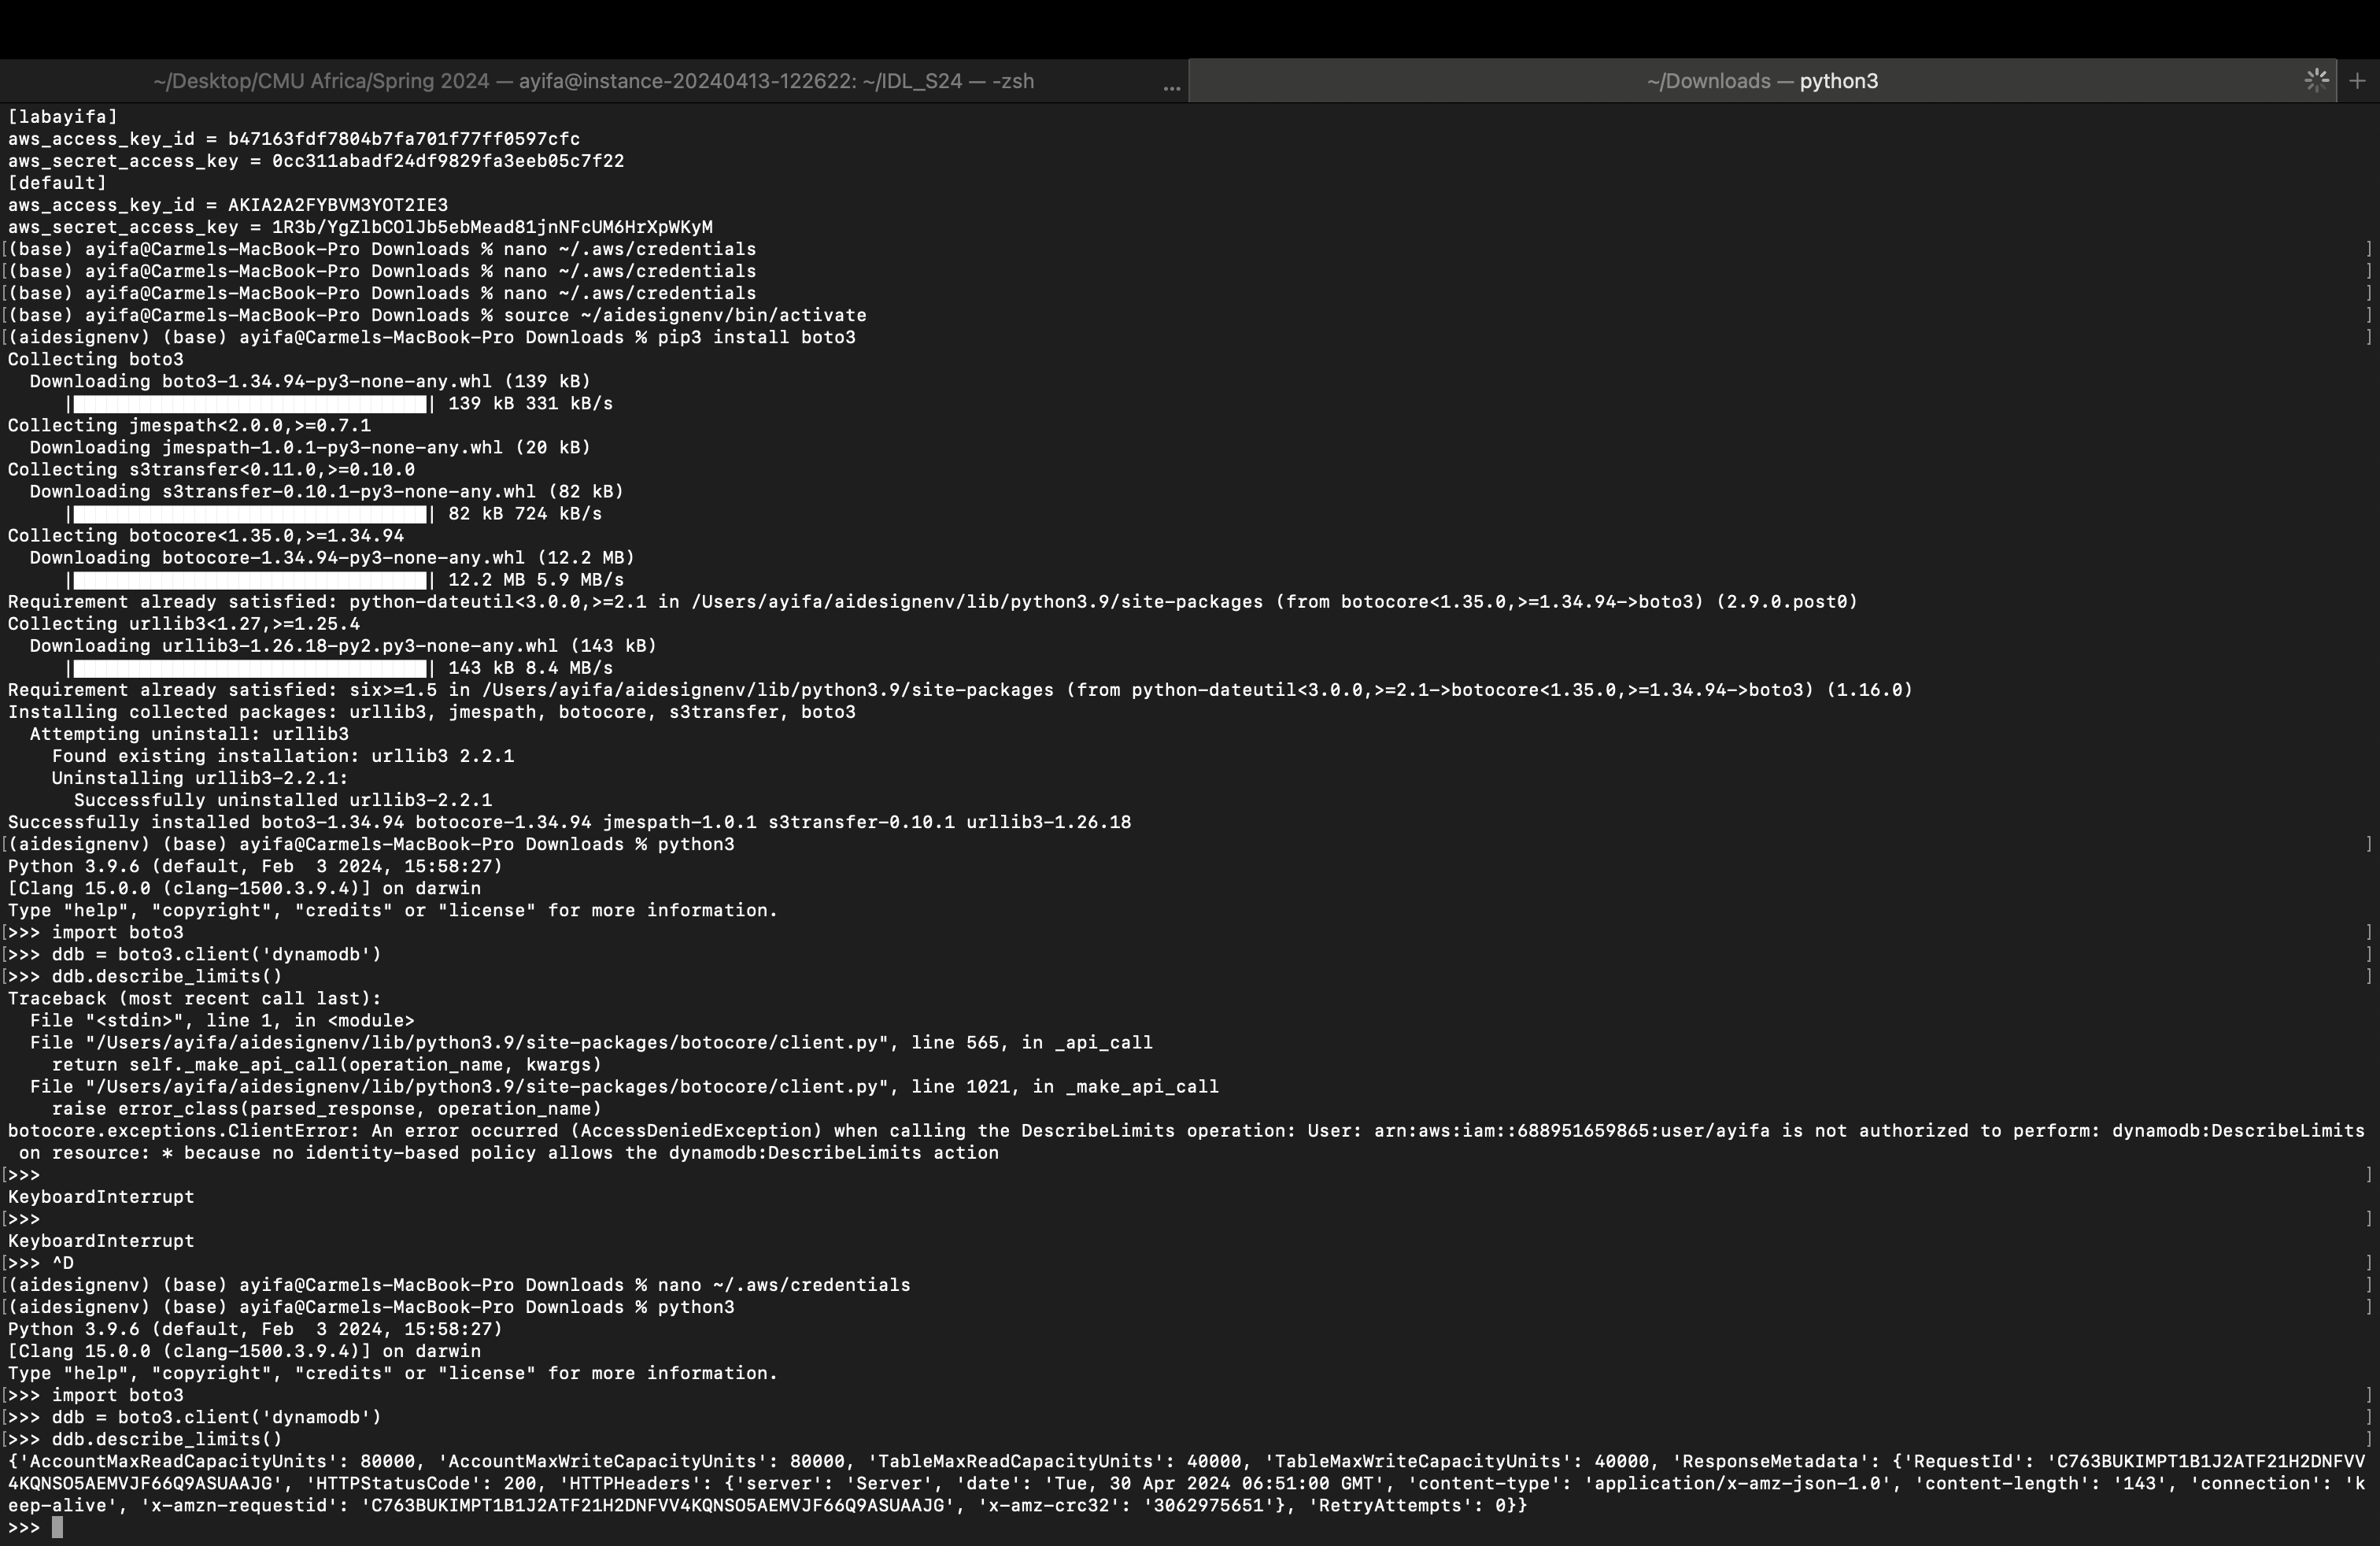 ~/Desktop/CMU Africa/Spring 2024 — ayifa@instance-20240413-122622: ~/IDL_S24 — -zsh ... ~/Downloads — python3 +
[labayifa]
aws_access_key_id = b47163fdf7804b7fa701f77ff0597cfc
aws_secret_access_key = 0cc311abadf24df9829fa3eeb05c7f22
[default]
aws_access_key_id = AKIA2A2FYBVM3YOT2IE3
aws_secret_access_key = 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
[(base) ayifa@Carmels-MacBook-Pro Downloads % nano ~/.aws/credentials ]
[(base) ayifa@Carmels-MacBook-Pro Downloads % nano ~/.aws/credentials ]
[(base) ayifa@Carmels-MacBook-Pro Downloads % nano ~/.aws/credentials ]
[(base) ayifa@Carmels-MacBook-Pro Downloads % source ~/aidesignenv/bin/activate ]
[(aidesignenv) (base) ayifa@Carmels-MacBook-Pro Downloads % pip3 install boto3 ]
Collecting boto3
Downloading boto3-1.34.94-py3-none-any.whl (139 kB)
|████████████████████████████████| 139 kB 331 kB/s
Collecting jmespath<2.0.0,>=0.7.1
Downloading jmespath-1.0.1-py3-none-any.whl (20 kB)
Collecting s3transfer<0.11.0,>=0.10.0
Downloading s3transfer-0.10.1-py3-none-any.whl (82 kB)
|████████████████████████████████| 82 kB 724 kB/s
Collecting botocore<1.35.0,>=1.34.94
Downloading botocore-1.34.94-py3-none-any.whl (12.2 MB)
|████████████████████████████████| 12.2 MB 5.9 MB/s
Requirement already satisfied: python-dateutil<3.0.0,>=2.1 in /Users/ayifa/aidesignenv/lib/python3.9/site-packages (from botocore<1.35.0,>=1.34.94->boto3) (2.9.0.post0)
Collecting urllib3<1.27,>=1.25.4
Downloading urllib3-1.26.18-py2.py3-none-any.whl (143 kB)
|████████████████████████████████| 143 kB 8.4 MB/s
Requirement already satisfied: six>=1.5 in /Users/ayifa/aidesignenv/lib/python3.9/site-packages (from python-dateutil<3.0.0,>=2.1->botocore<1.35.0,>=1.34.94->boto3) (1.16.0)
Installing collected packages: urllib3, jmespath, botocore, s3transfer, boto3
Attempting uninstall: urllib3
Found existing installation: urllib3 2.2.1
Uninstalling urllib3-2.2.1:
Successfully uninstalled urllib3-2.2.1
Successfully installed boto3-1.34.94 botocore-1.34.94 jmespath-1.0.1 s3transfer-0.10.1 urllib3-1.26.18
[(aidesignenv) (base) ayifa@Carmels-MacBook-Pro Downloads % python3 ]
Python 3.9.6 (default, Feb  3 2024, 15:58:27)
[Clang 15.0.0 (clang-1500.3.9.4)] on darwin
Type "help", "copyright", "credits" or "license" for more information.
[>>> import boto3 ]
[>>> ddb = boto3.client('dynamodb') ]
[>>> ddb.describe_limits() ]
Traceback (most recent call last):
File "<stdin>", line 1, in <module>
File "/Users/ayifa/aidesignenv/lib/python3.9/site-packages/botocore/client.py", line 565, in _api_call
return self._make_api_call(operation_name, kwargs)
File "/Users/ayifa/aidesignenv/lib/python3.9/site-packages/botocore/client.py", line 1021, in _make_api_call
raise error_class(parsed_response, operation_name)
botocore.exceptions.ClientError: An error occurred (AccessDeniedException) when calling the DescribeLimits operation: User: arn:aws:iam::688951659865:user/ayifa is not authorized to perform: dynamodb:DescribeLimits
on resource: * because no identity-based policy allows the dynamodb:DescribeLimits action
[>>> ]
KeyboardInterrupt
[>>> ]
KeyboardInterrupt
[>>> ^D ]
[(aidesignenv) (base) ayifa@Carmels-MacBook-Pro Downloads % nano ~/.aws/credentials ]
[(aidesignenv) (base) ayifa@Carmels-MacBook-Pro Downloads % python3 ]
Python 3.9.6 (default, Feb  3 2024, 15:58:27)
[Clang 15.0.0 (clang-1500.3.9.4)] on darwin
Type "help", "copyright", "credits" or "license" for more information.
[>>> import boto3 ]
[>>> ddb = boto3.client('dynamodb') ]
[>>> ddb.describe_limits() ]
{'AccountMaxReadCapacityUnits': 80000, 'AccountMaxWriteCapacityUnits': 80000, 'TableMaxReadCapacityUnits': 40000, 'TableMaxWriteCapacityUnits': 40000, 'ResponseMetadata': {'RequestId': 'C763BUKIMPT1B1J2ATF21H2DNFVV
4KQNSO5AEMVJF66Q9ASUAAJG', 'HTTPStatusCode': 200, 'HTTPHeaders': {'server': 'Server', 'date': 'Tue, 30 Apr 2024 06:51:00 GMT', 'content-type': 'application/x-amz-json-1.0', 'content-length': '143', 'connection': 'k
eep-alive', 'x-amzn-requestid': 'C763BUKIMPT1B1J2ATF21H2DNFVV4KQNSO5AEMVJF66Q9ASUAAJG', 'x-amz-crc32': '3062975651'}, 'RetryAttempts': 0}}
>>>